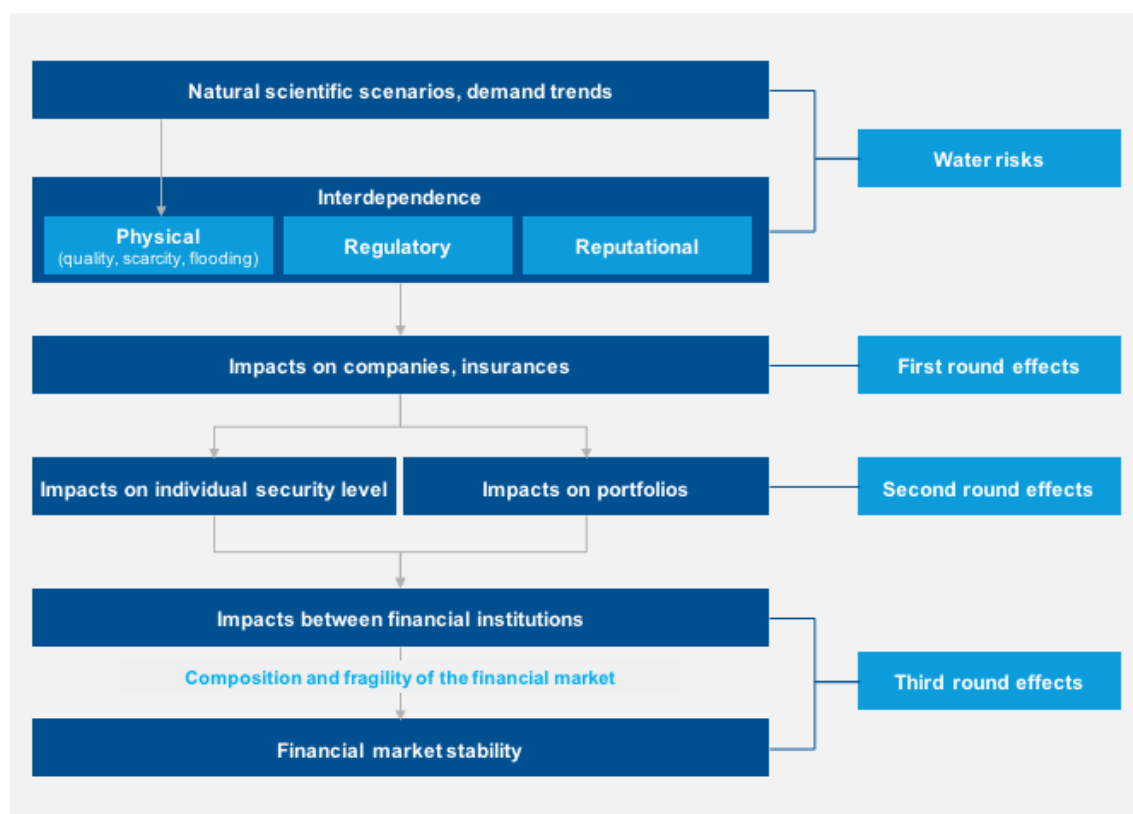 Natural scientific scenarios, demand trends
Water risks
Interdependence
Physical
(quality, scarcity, flooding)
Regulatory
Reputational
Impacts on companies, insurances
First round effects
Impacts on individual security level
Impacts on portfolios
Second round effects
Impacts between financial institutions
Composition and fragility of the financial market
Third round effects
Financial market stability